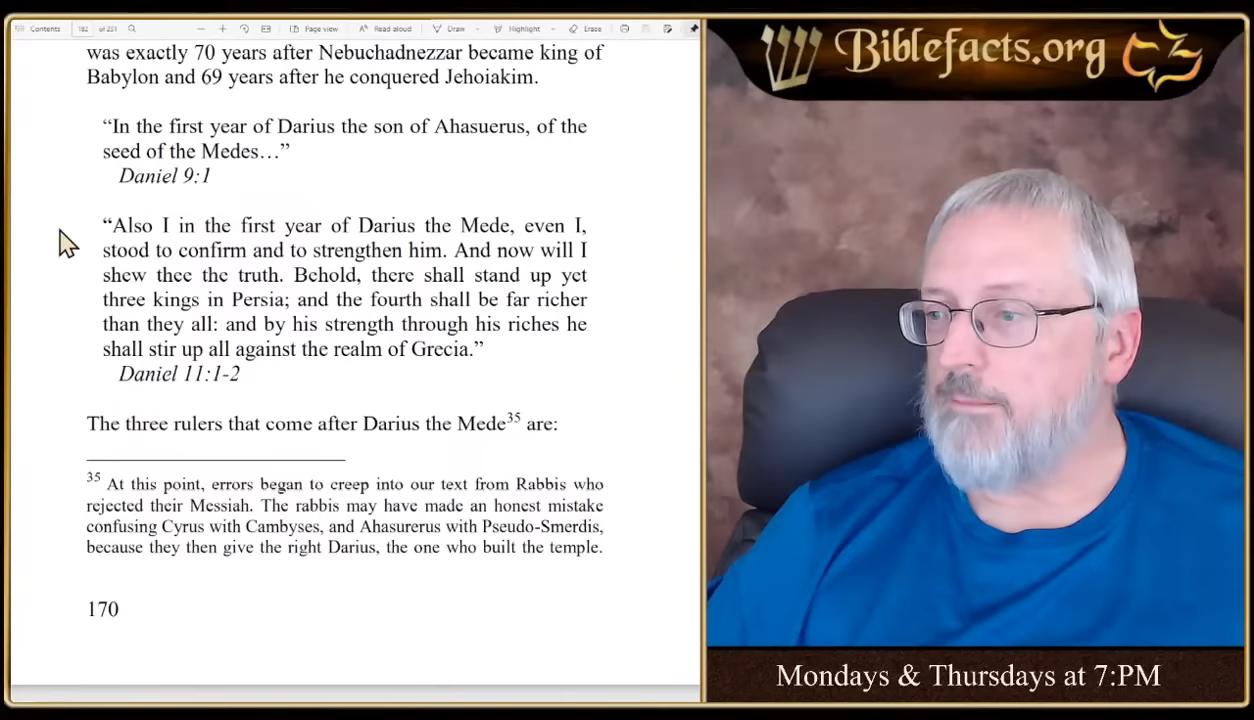 Contents
182
of 231
Page view
Read aloud
Draw
Highlight
Erase
was exactly 70 years after Nebuchadnezzar became king of
Babylon and 69 years after he conquered Jehoiakim.
“In the first year of Darius the son of Ahasuerus, of the
seed of the Medes…”
Daniel 9:1
“Also I in the first year of Darius the Mede, even I,
stood to confirm and to strengthen him. And now will I
shew thee the truth. Behold, there shall stand up yet
three kings in Persia; and the fourth shall be far richer
than they all: and by his strength through his riches he
shall stir up all against the realm of Grecia.”
Daniel 11:1-2
The three rulers that come after Darius the Mede³⁵ are:
³⁵ At this point, errors began to creep into our text from Rabbis who
rejected their Messiah. The rabbis may have made an honest mistake
confusing Cyrus with Cambyses, and Ahasurerus with Pseudo-Smerdis,
because they then give the right Darius, the one who built the temple.
170
Biblefacts.org
Mondays & Thursdays at 7:PM